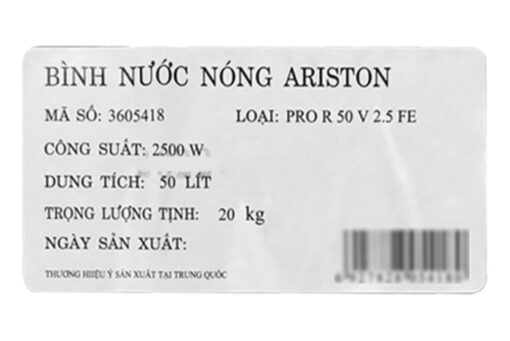 BÌNH NƯỚC NÓNG ARISTON
MÃ SỐ: 3605418 LOẠI: PRO R 50 V 2.5 FE
CÔNG SUẤT: 2500 W
DUNG TÍCH: 50 LÍT
TRỌNG LƯỢNG TỊNH: 20 kg
NGÀY SẢN XUẤT:
THƯƠNG HIIỆU Ý SẢN XUẤT TẠI TRUNG QUỐC